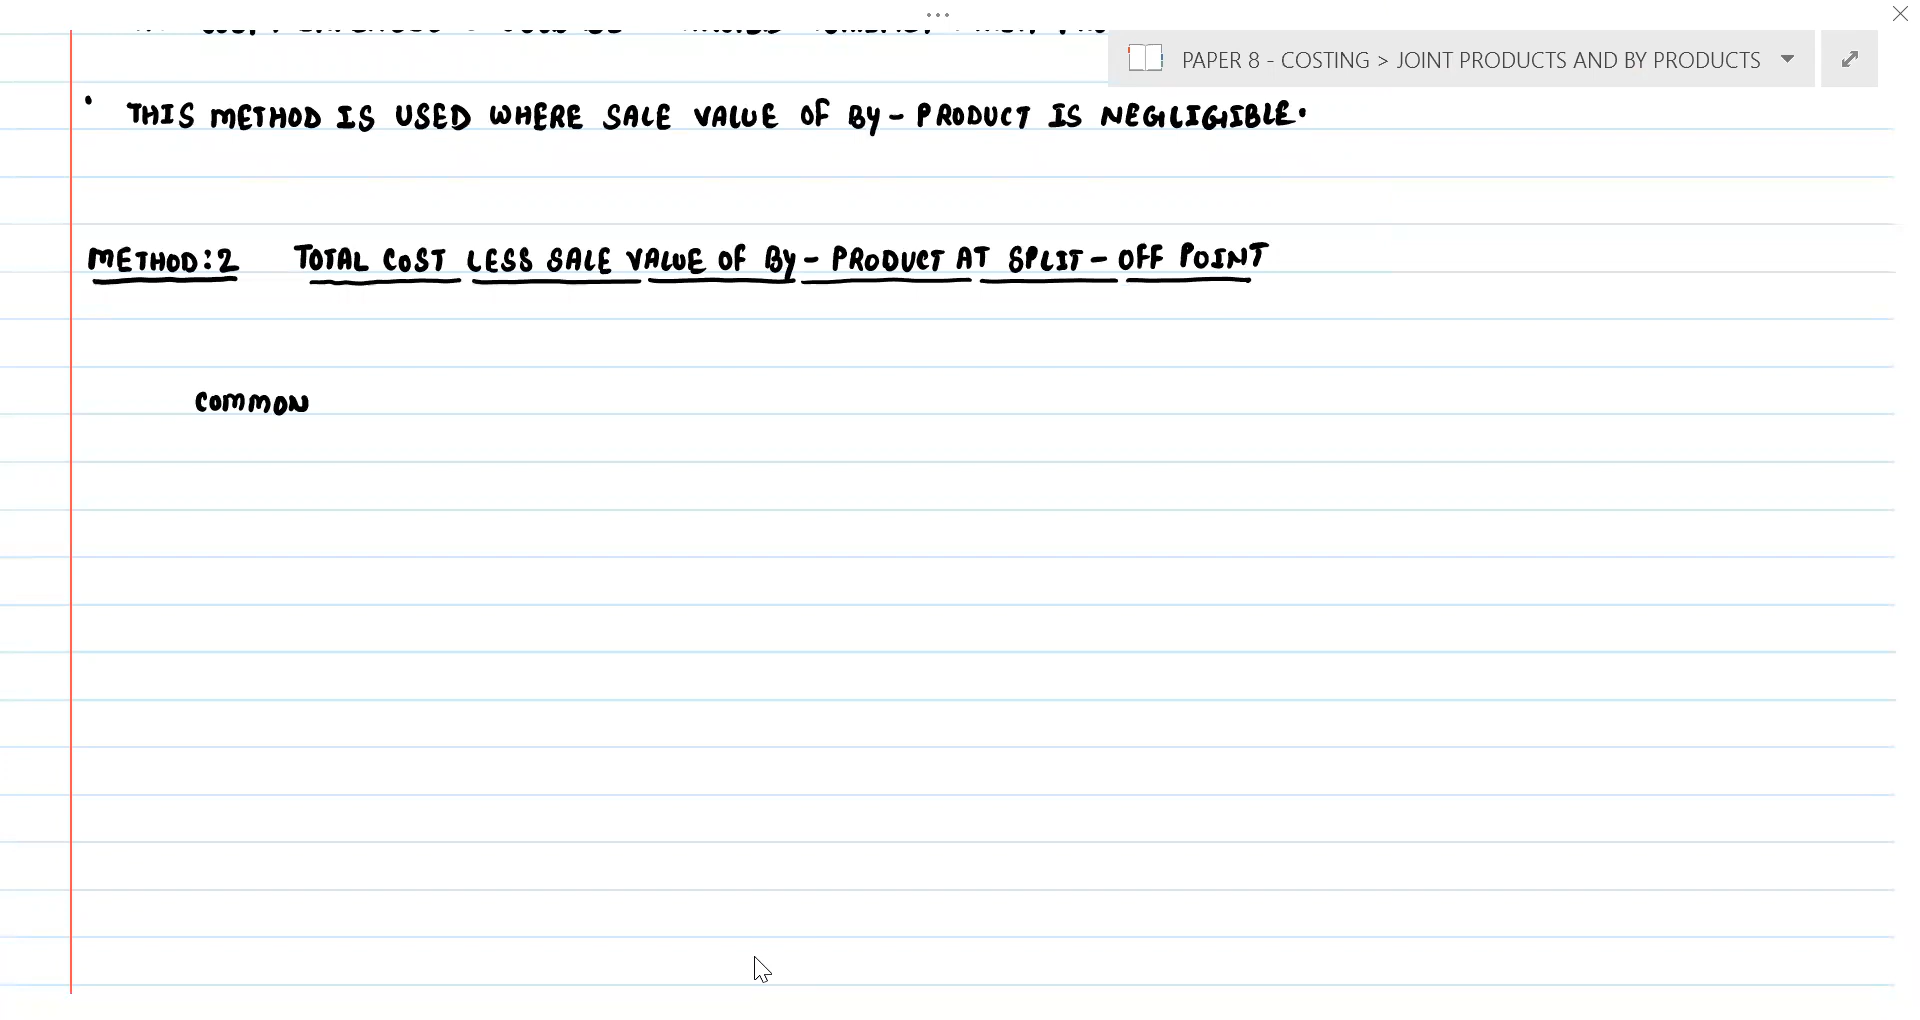 PAPER 8 - COSTING > JOINT PRODUCTS AND BY PRODUCTS
• THIS METHOD IS USED WHERE SALE VALUE OF By-PRODUCT IS NEGLIGIBLE.
METHOD:2 TOTAL COST LESS SALE VALUE OF By-PRODUCT AT SPLIT-OFF POINT
COMMON